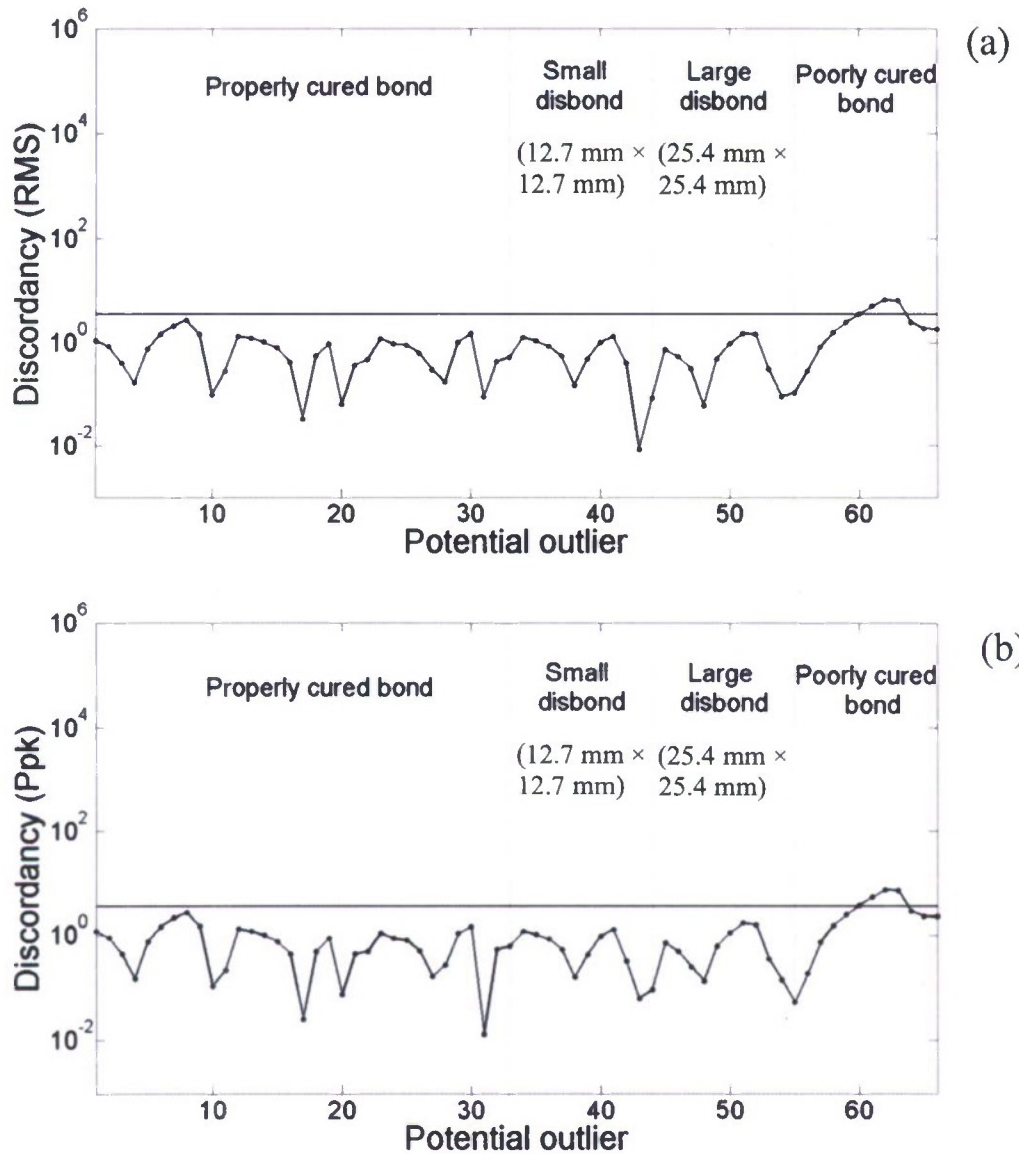 (a)
10^6
10^4
10^2
10^0
10^-2
Discordancy (RMS)
Properly cured bond
Small
disbond
(12.7 mm ×
12.7 mm)
Large
disbond
(25.4 mm ×
25.4 mm)
Poorly cured
bond
10 20 30 40 50 60
Potential outlier
(b)
10^6
10^4
10^2
10^0
10^-2
Discordancy (Ppk)
Properly cured bond
Small
disbond
(12.7 mm ×
12.7 mm)
Large
disbond
(25.4 mm ×
25.4 mm)
Poorly cured
bond
10 20 30 40 50 60
Potential outlier